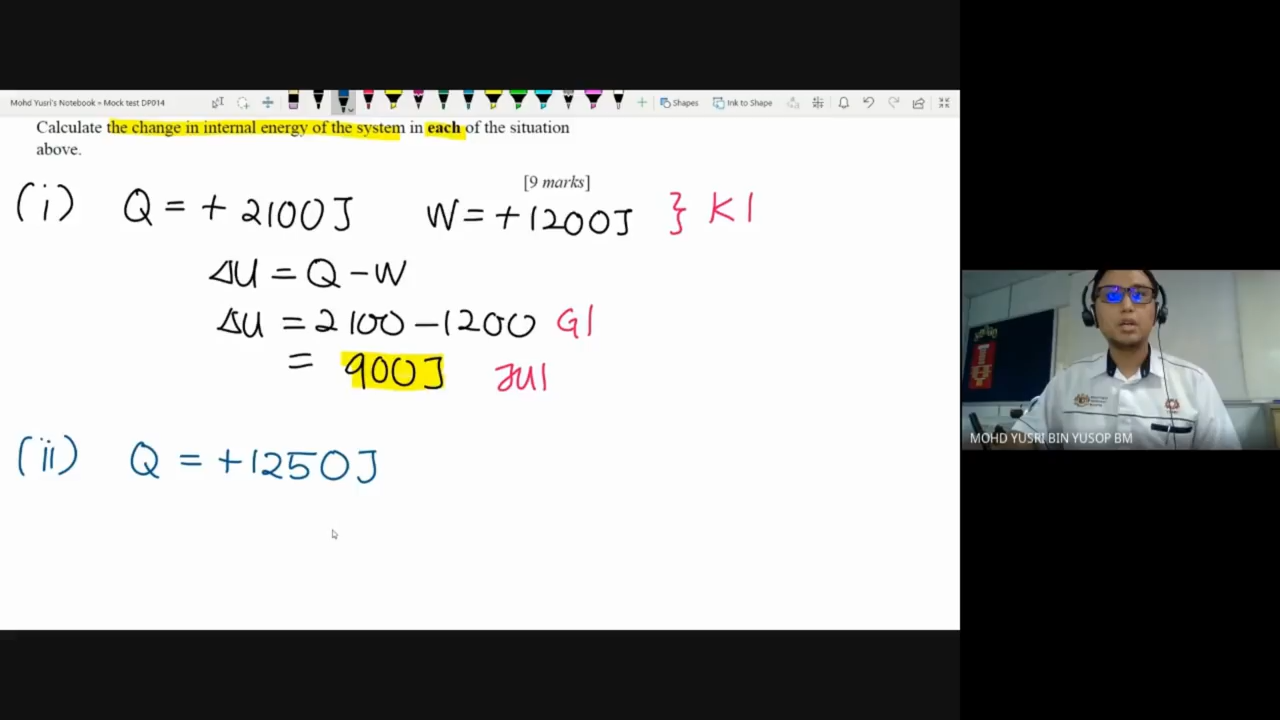 Mohd Yusri's Notebook » Mock test DP014
Shapes
Ink to Shape
Calculate the change in internal energy of the system in each of the situation
above.
[9 marks]
(i) Q = + 2100J W = +1200J } K1
ΔU = Q - W
ΔU = 2100 - 1200 G1
= 900J JU1
(ii) Q = +1250J
MOHD YUSRI BIN YUSOP BM